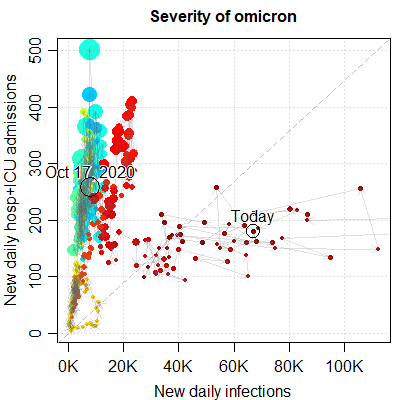 Severity of omicron
New daily hosp+ICU admissions
500
400
300
200
100
0
Oct 17, 2020
Today
0K 20K 40K 60K 80K 100K
New daily infections